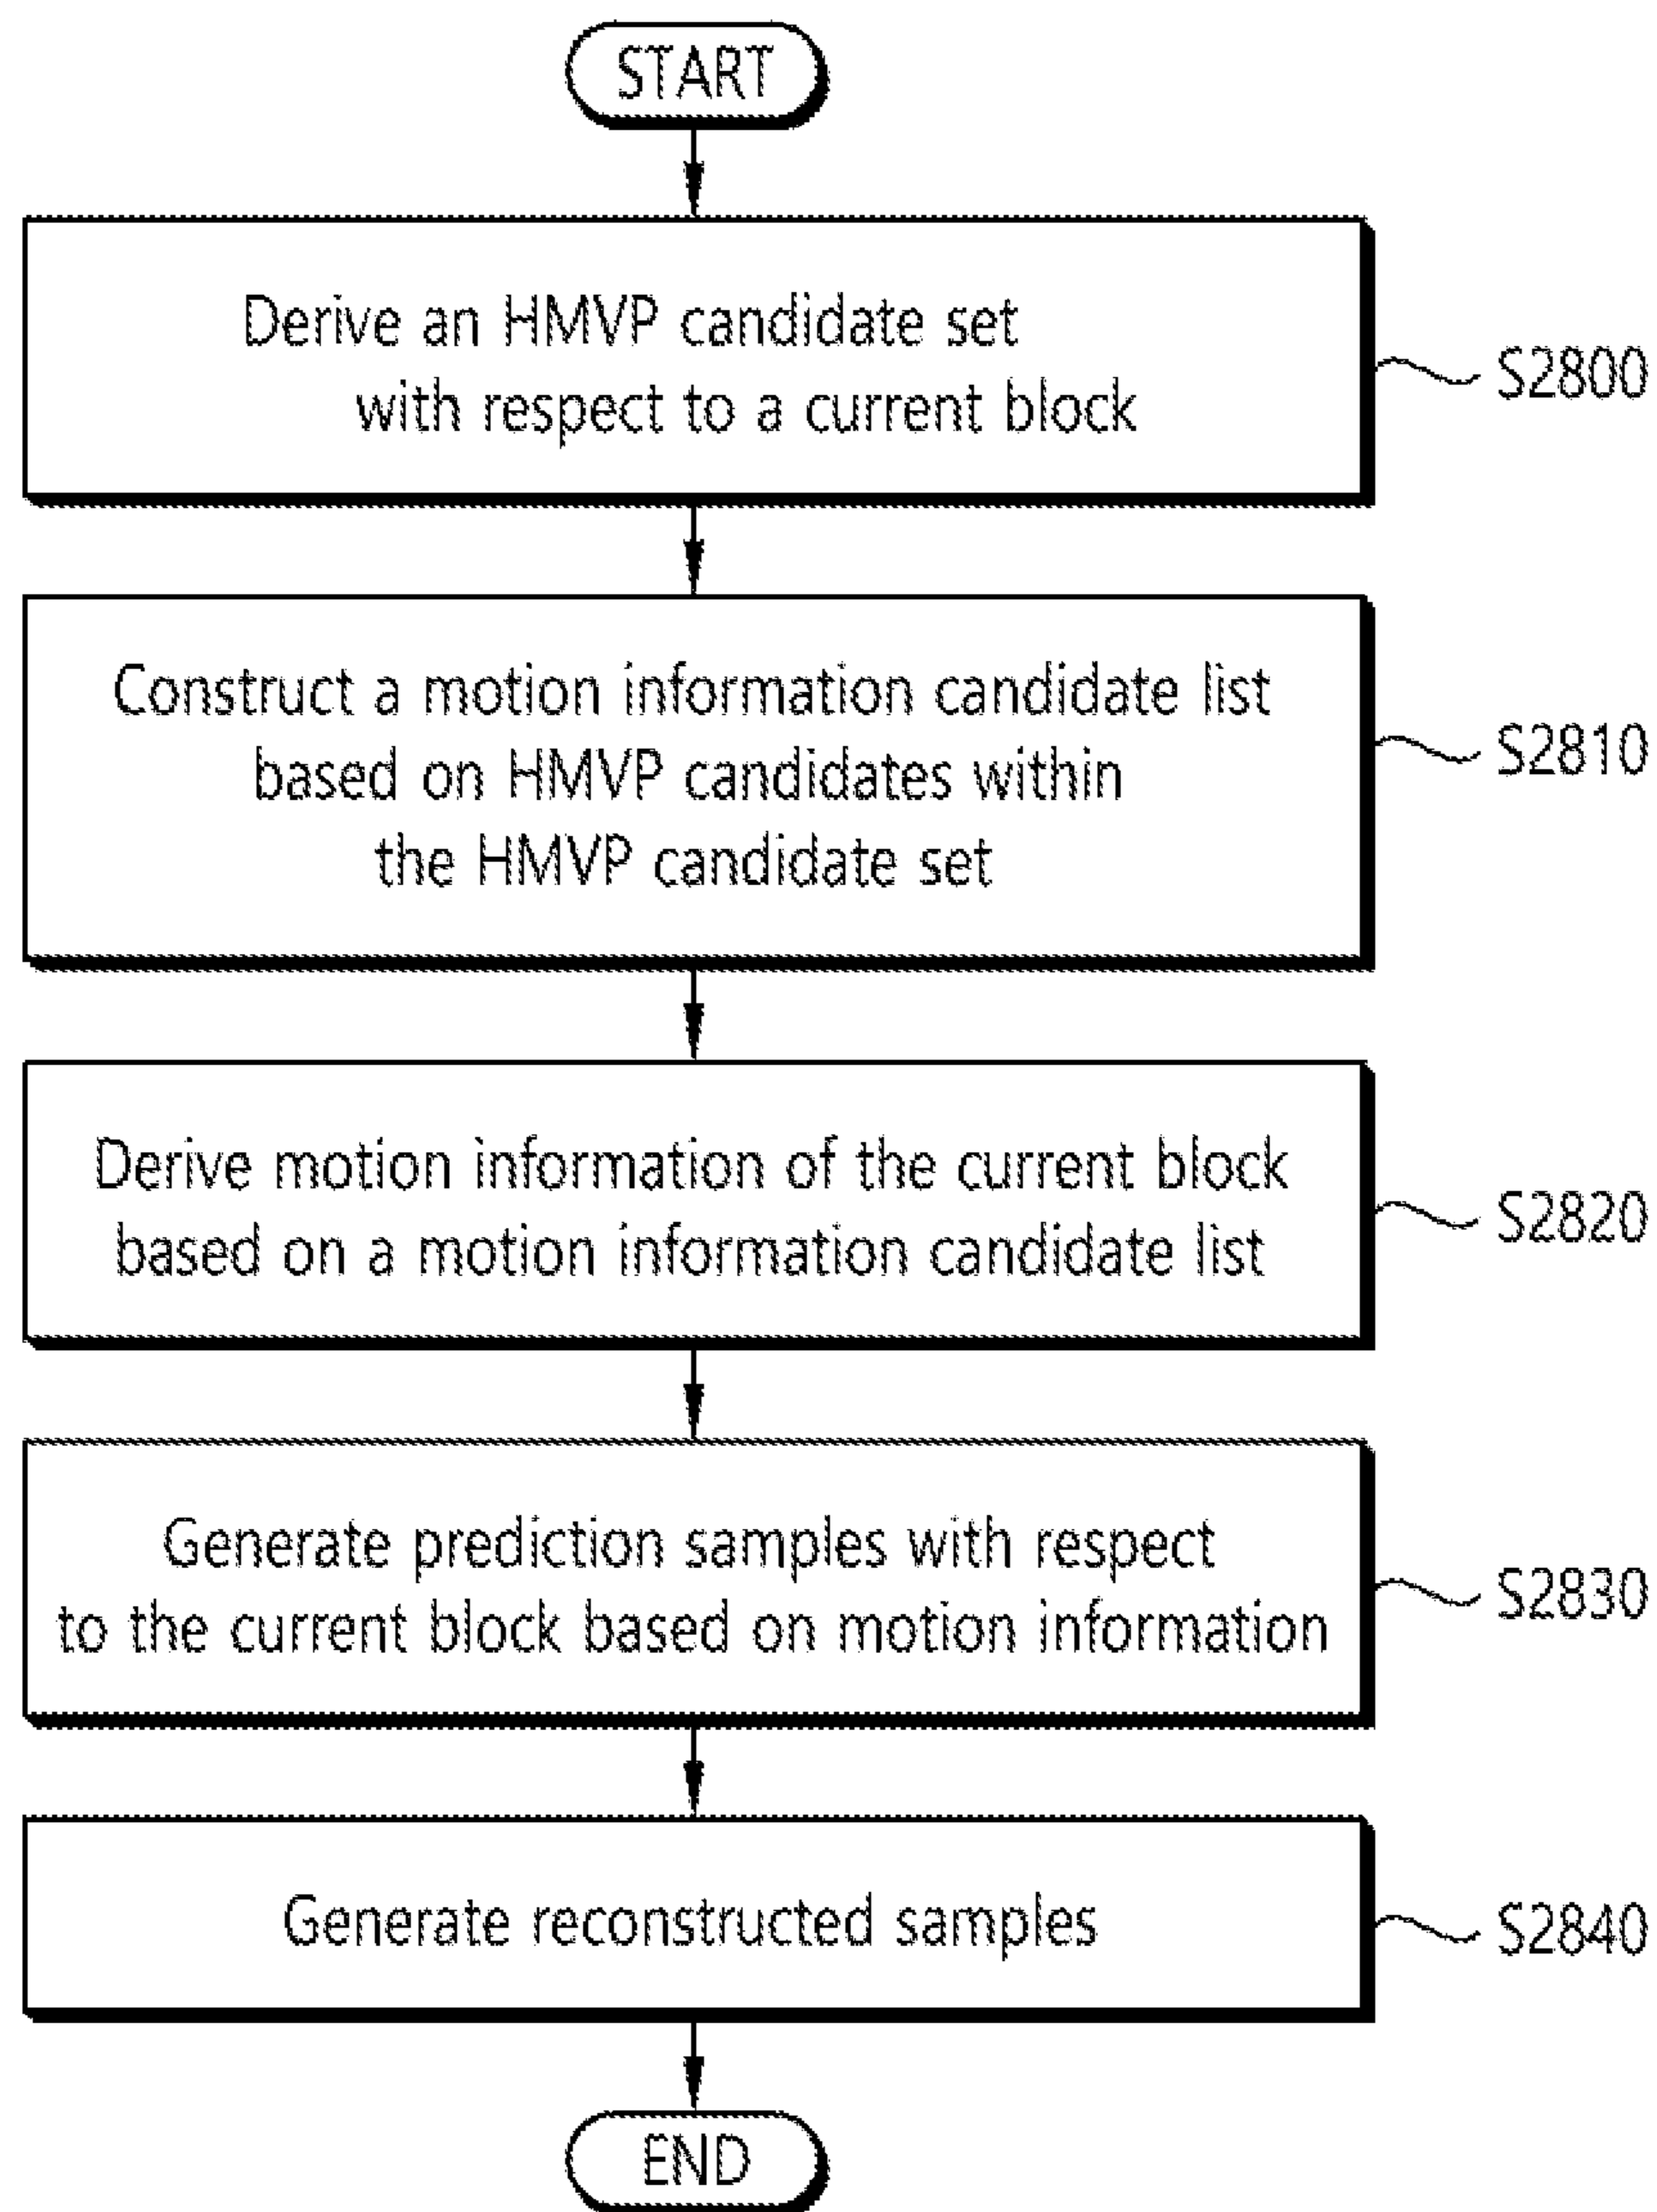 START
Derive an HMVP candidate set
with respect to a current block
S2800
Construct a motion information candidate list
based on HMVP candidates within
the HMVP candidate set
S2810
Derive motion information of the current block
based on a motion information candidate list
S2820
Generate prediction samples with respect
to the current block based on motion information
S2830
Generate reconstructed samples
S2840
END